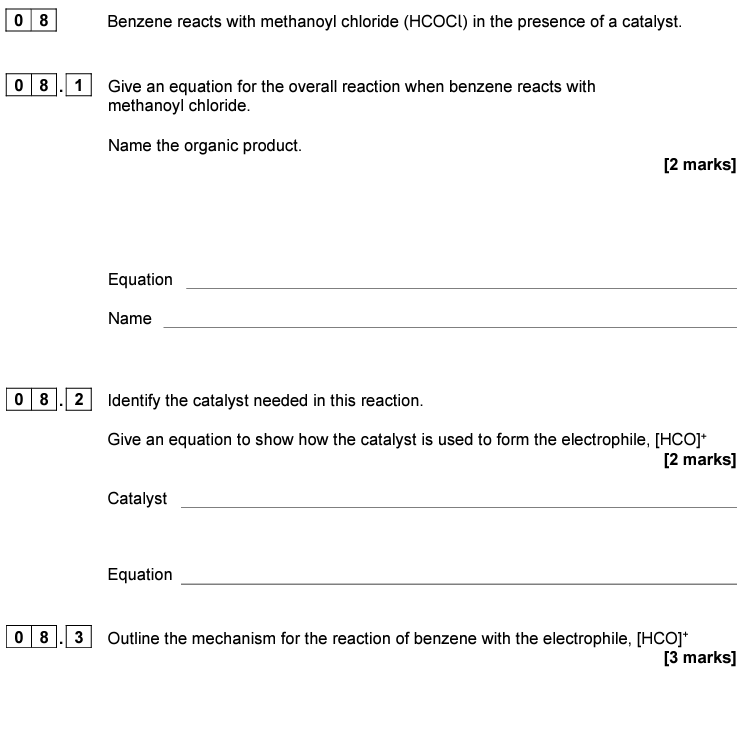 0 8 Benzene reacts with methanoyl chloride (HCOCl) in the presence of a catalyst.
0 8 . 1 Give an equation for the overall reaction when benzene reacts with
methanoyl chloride.
Name the organic product.
[2 marks]
Equation
Name
0 8 . 2 Identify the catalyst needed in this reaction.
Give an equation to show how the catalyst is used to form the electrophile, [HCO]⁺
[2 marks]
Catalyst
Equation
0 8 . 3 Outline the mechanism for the reaction of benzene with the electrophile, [HCO]⁺
[3 marks]